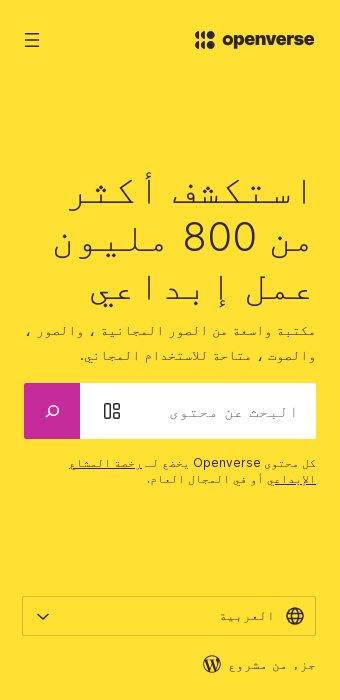 openverse
استكشف أكثر
من 800 مليون
عمل إبداعي
مكتبة واسعة من الصور المجانية ، والصور ،
والصوت ، متاحة للاستخدام المجاني.
البحث عن محتوى
كل محتوى Openverse يخضع لـ رخصة المشاع
الإبداعي أو في المجال العام.
العربية
جزء من مشروع